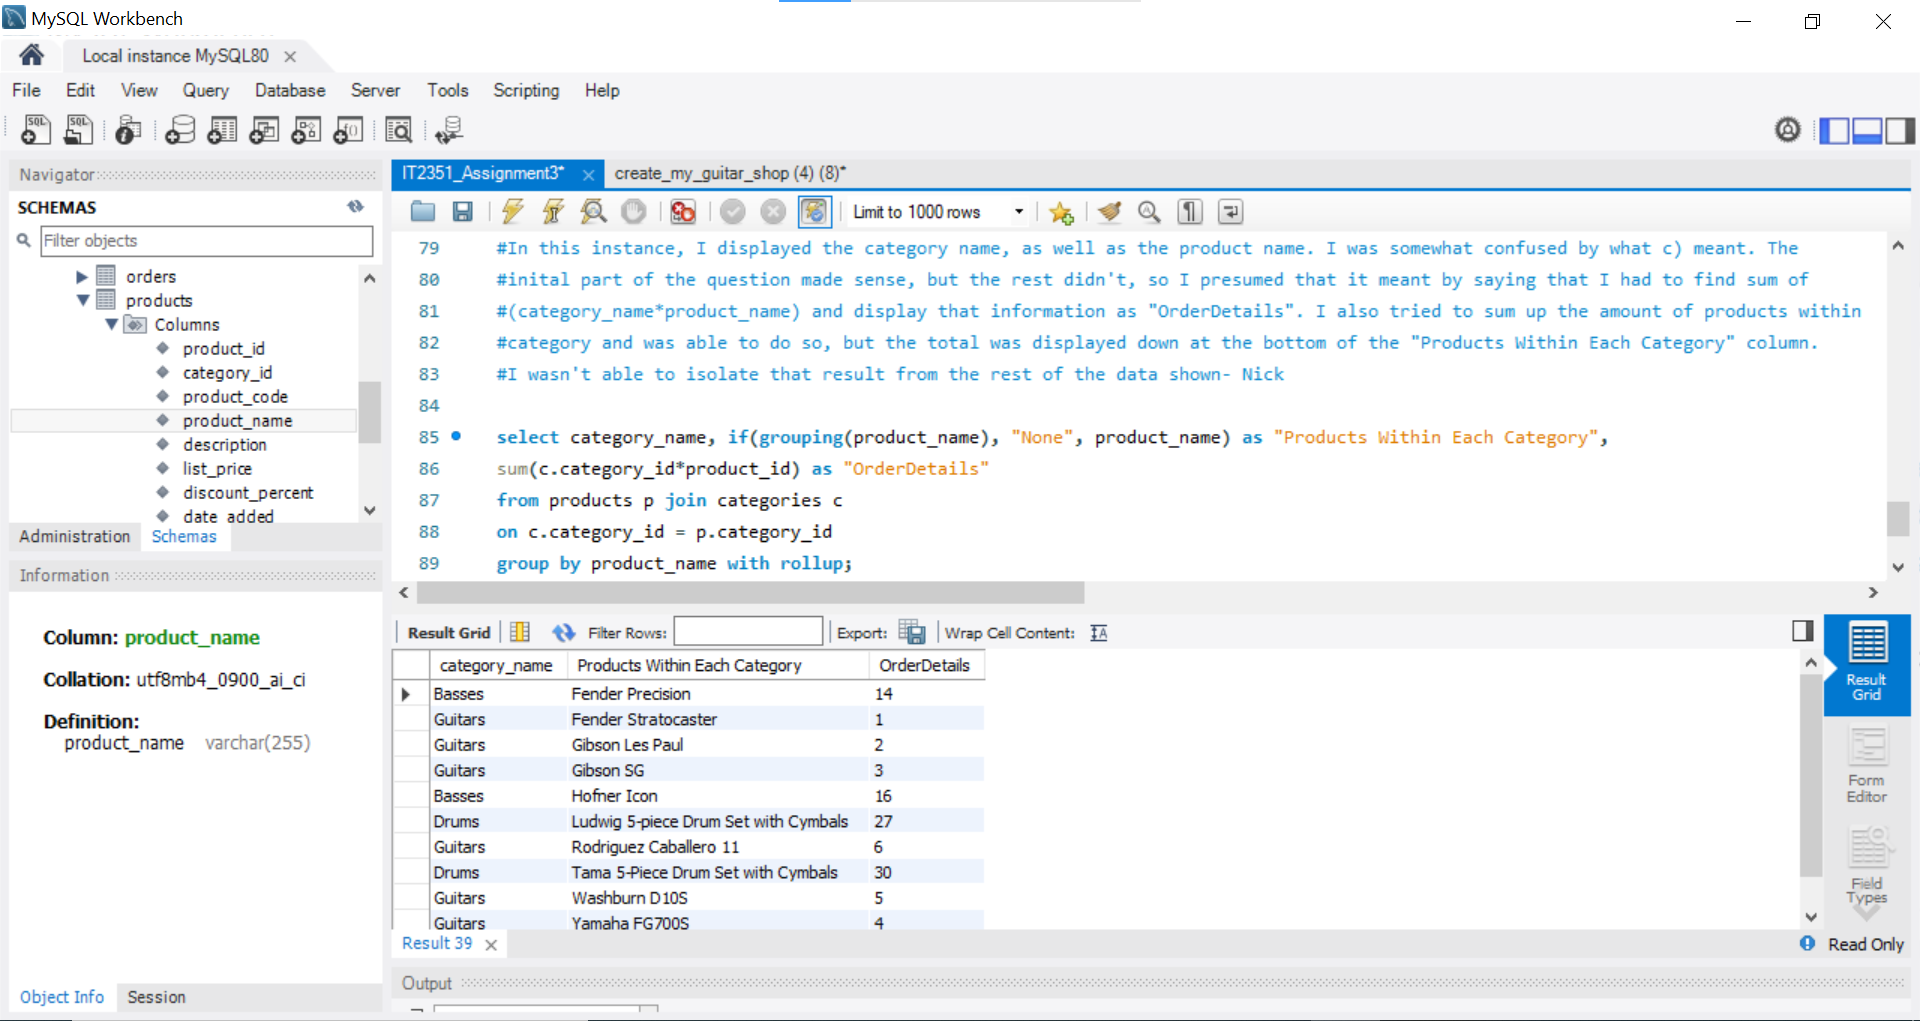 MySQL Workbench
Local instance MySQL80
File Edit View Query Database Server Tools Scripting Help
Navigator
SCHEMAS
Filter objects
orders
products
Columns
product_id
category_id
product_code
product_name
description
list_price
discount_percent
date_added
Administration Schemas
Information
Column: product_name
Collation: utf8mb4_0900_ai_ci
Definition:
product_name varchar(255)
Object Info Session
IT2351_Assignment3* create_my_guitar_shop (4) (8)*
Limit to 1000 rows
79 #In this instance, I displayed the category name, as well as the product name. I was somewhat confused by what c) meant. The
80 #inital part of the question made sense, but the rest didn't, so I presumed that it meant by saying that I had to find sum of
81 #(category_name*product_name) and display that information as "OrderDetails". I also tried to sum up the amount of products within
82 #category and was able to do so, but the total was displayed down at the bottom of the "Products Within Each Category" column.
83 #I wasn't able to isolate that result from the rest of the data shown- Nick
84
85 select category_name, if(grouping(product_name), "None", product_name) as "Products Within Each Category",
86 sum(c.category_id*product_id) as "OrderDetails"
87 from products p join categories c
88 on c.category_id = p.category_id
89 group by product_name with rollup;
Result Grid Filter Rows: Export: Wrap Cell Content:
category_name Products Within Each Category OrderDetails
Basses Fender Precision 14
Guitars Fender Stratocaster 1
Guitars Gibson Les Paul 2
Guitars Gibson SG 3
Basses Hofner Icon 16
Drums Ludwig 5-piece Drum Set with Cymbals 27
Guitars Rodriguez Caballero 11 6
Drums Tama 5-Piece Drum Set with Cymbals 30
Guitars Washburn D10S 5
Guitars Yamaha FG700S 4
Result Grid
Form Editor
Field Types
Result 39
Read Only
Output